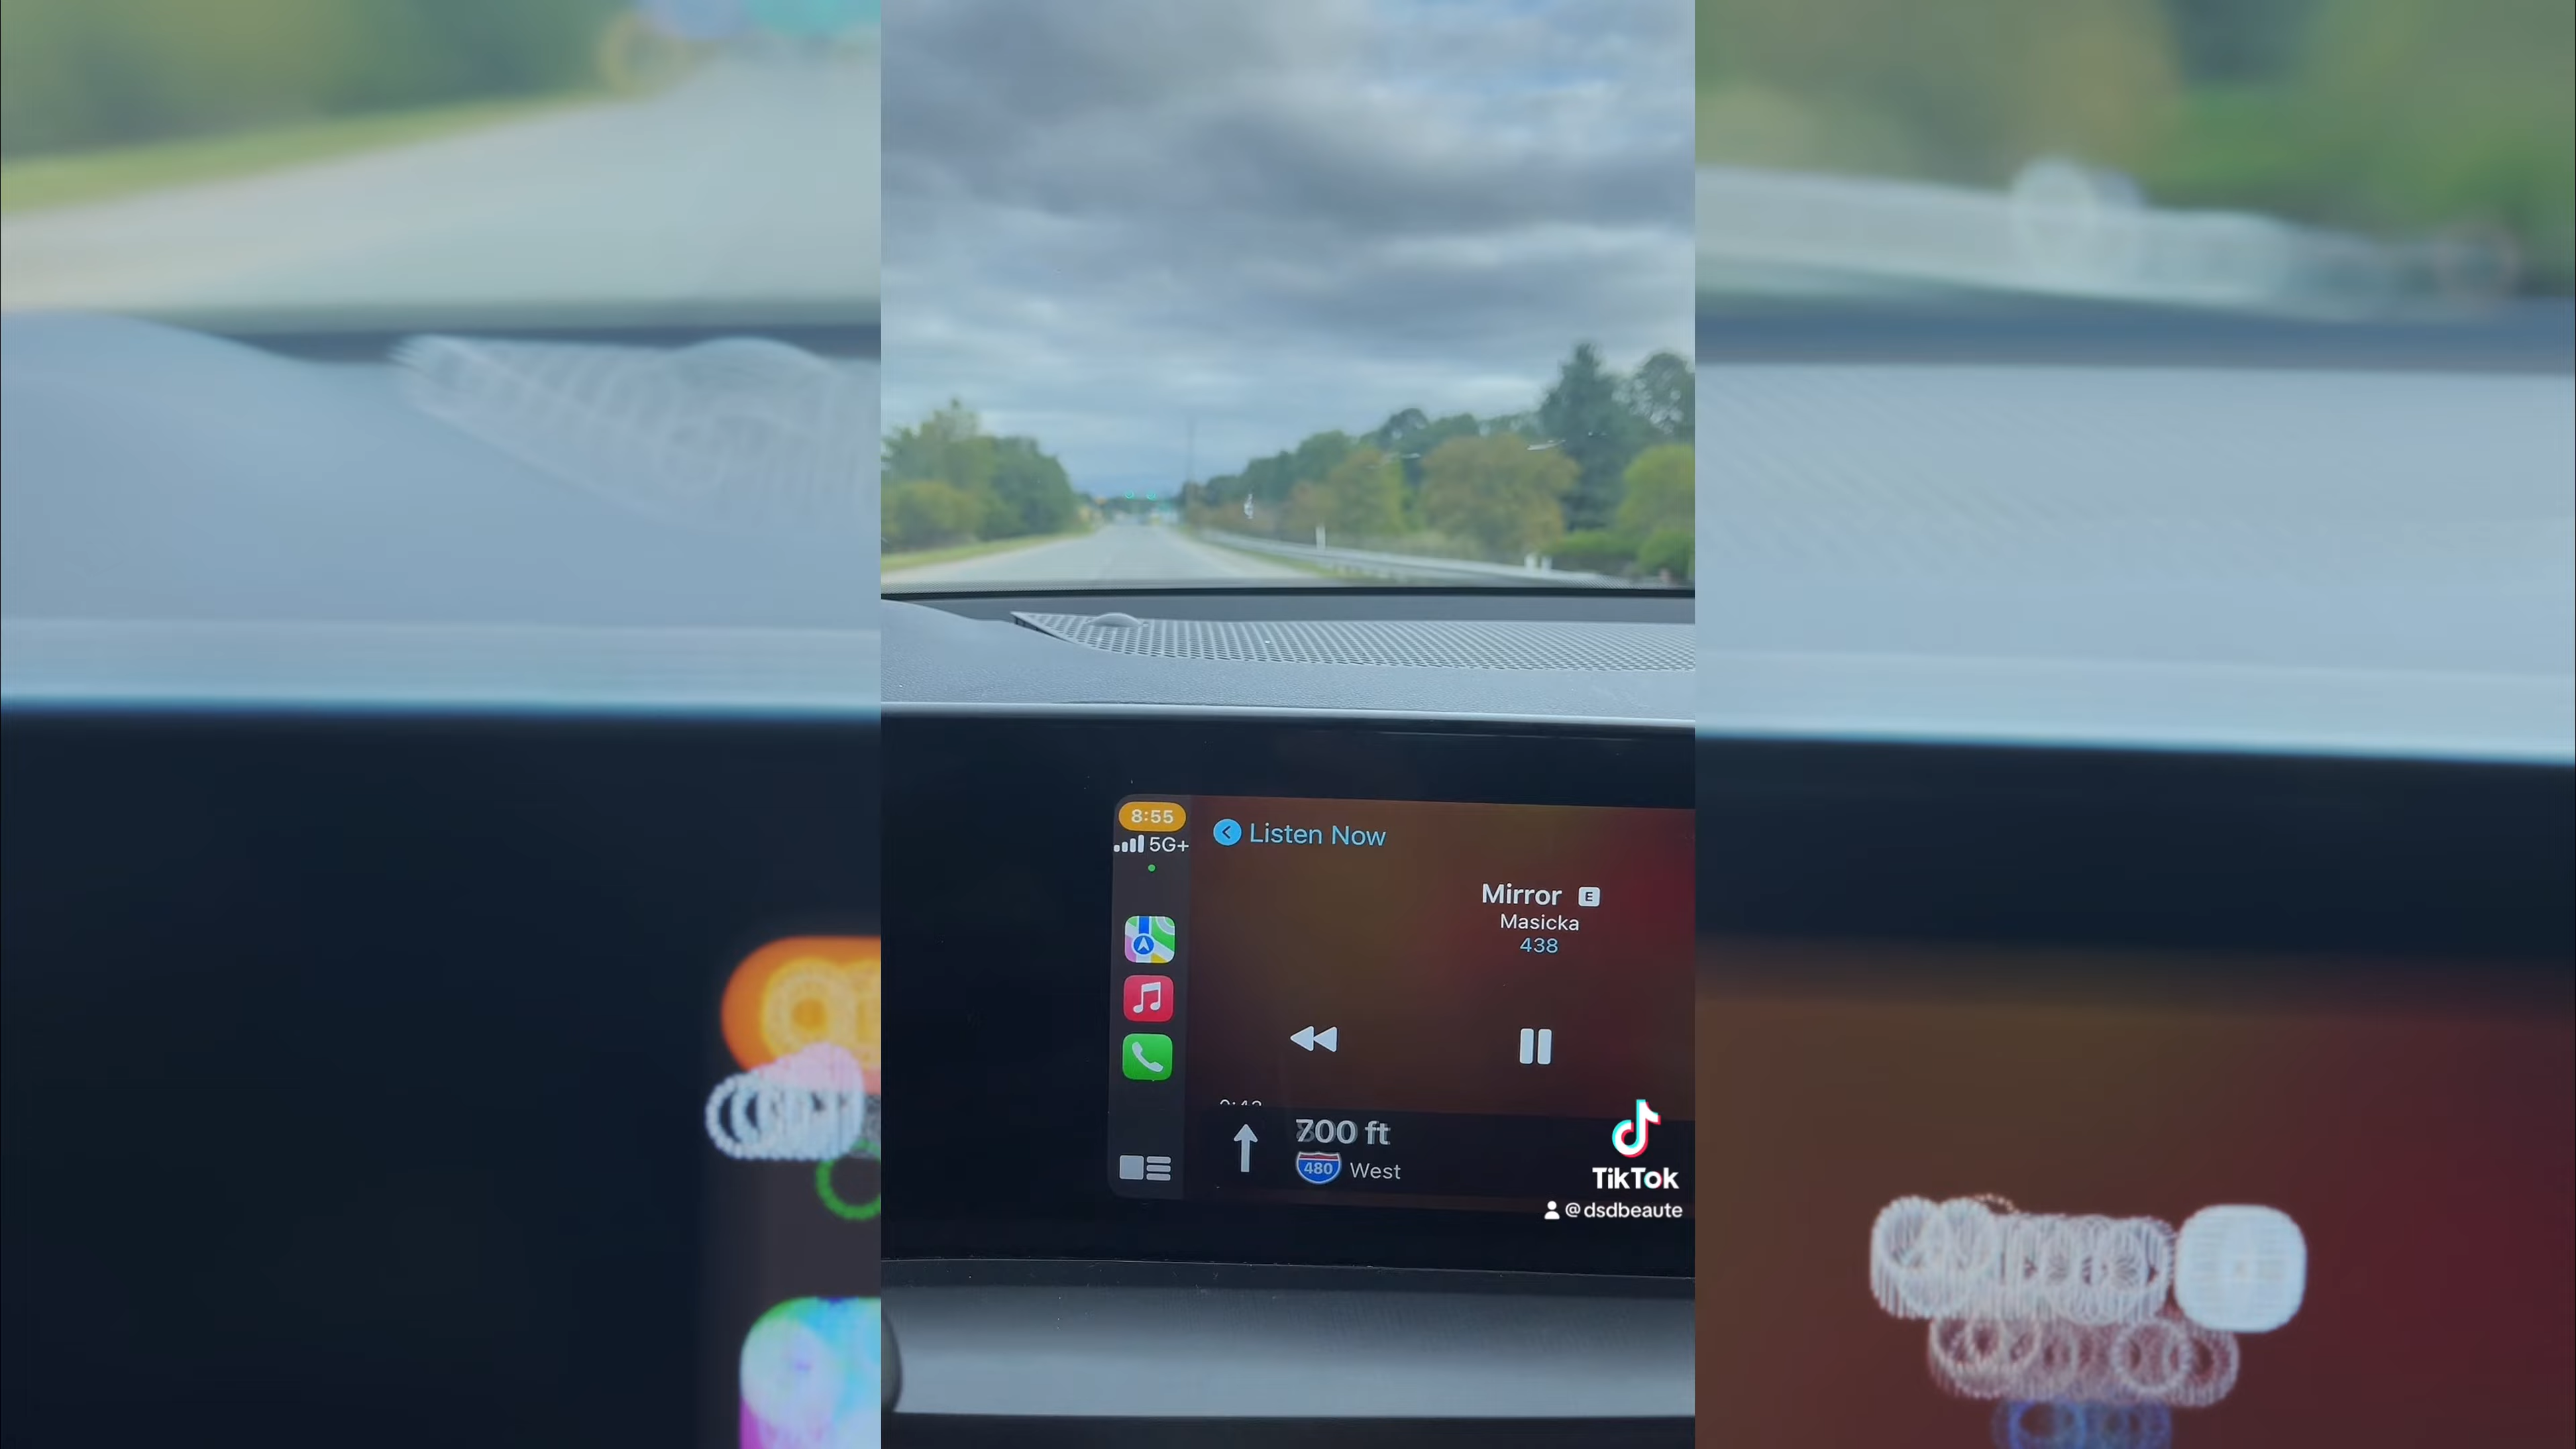 8:55
5G+
Listen Now
Mirror E
Masicka
438
700 ft
480 West
TikTok
@dsdbeaute